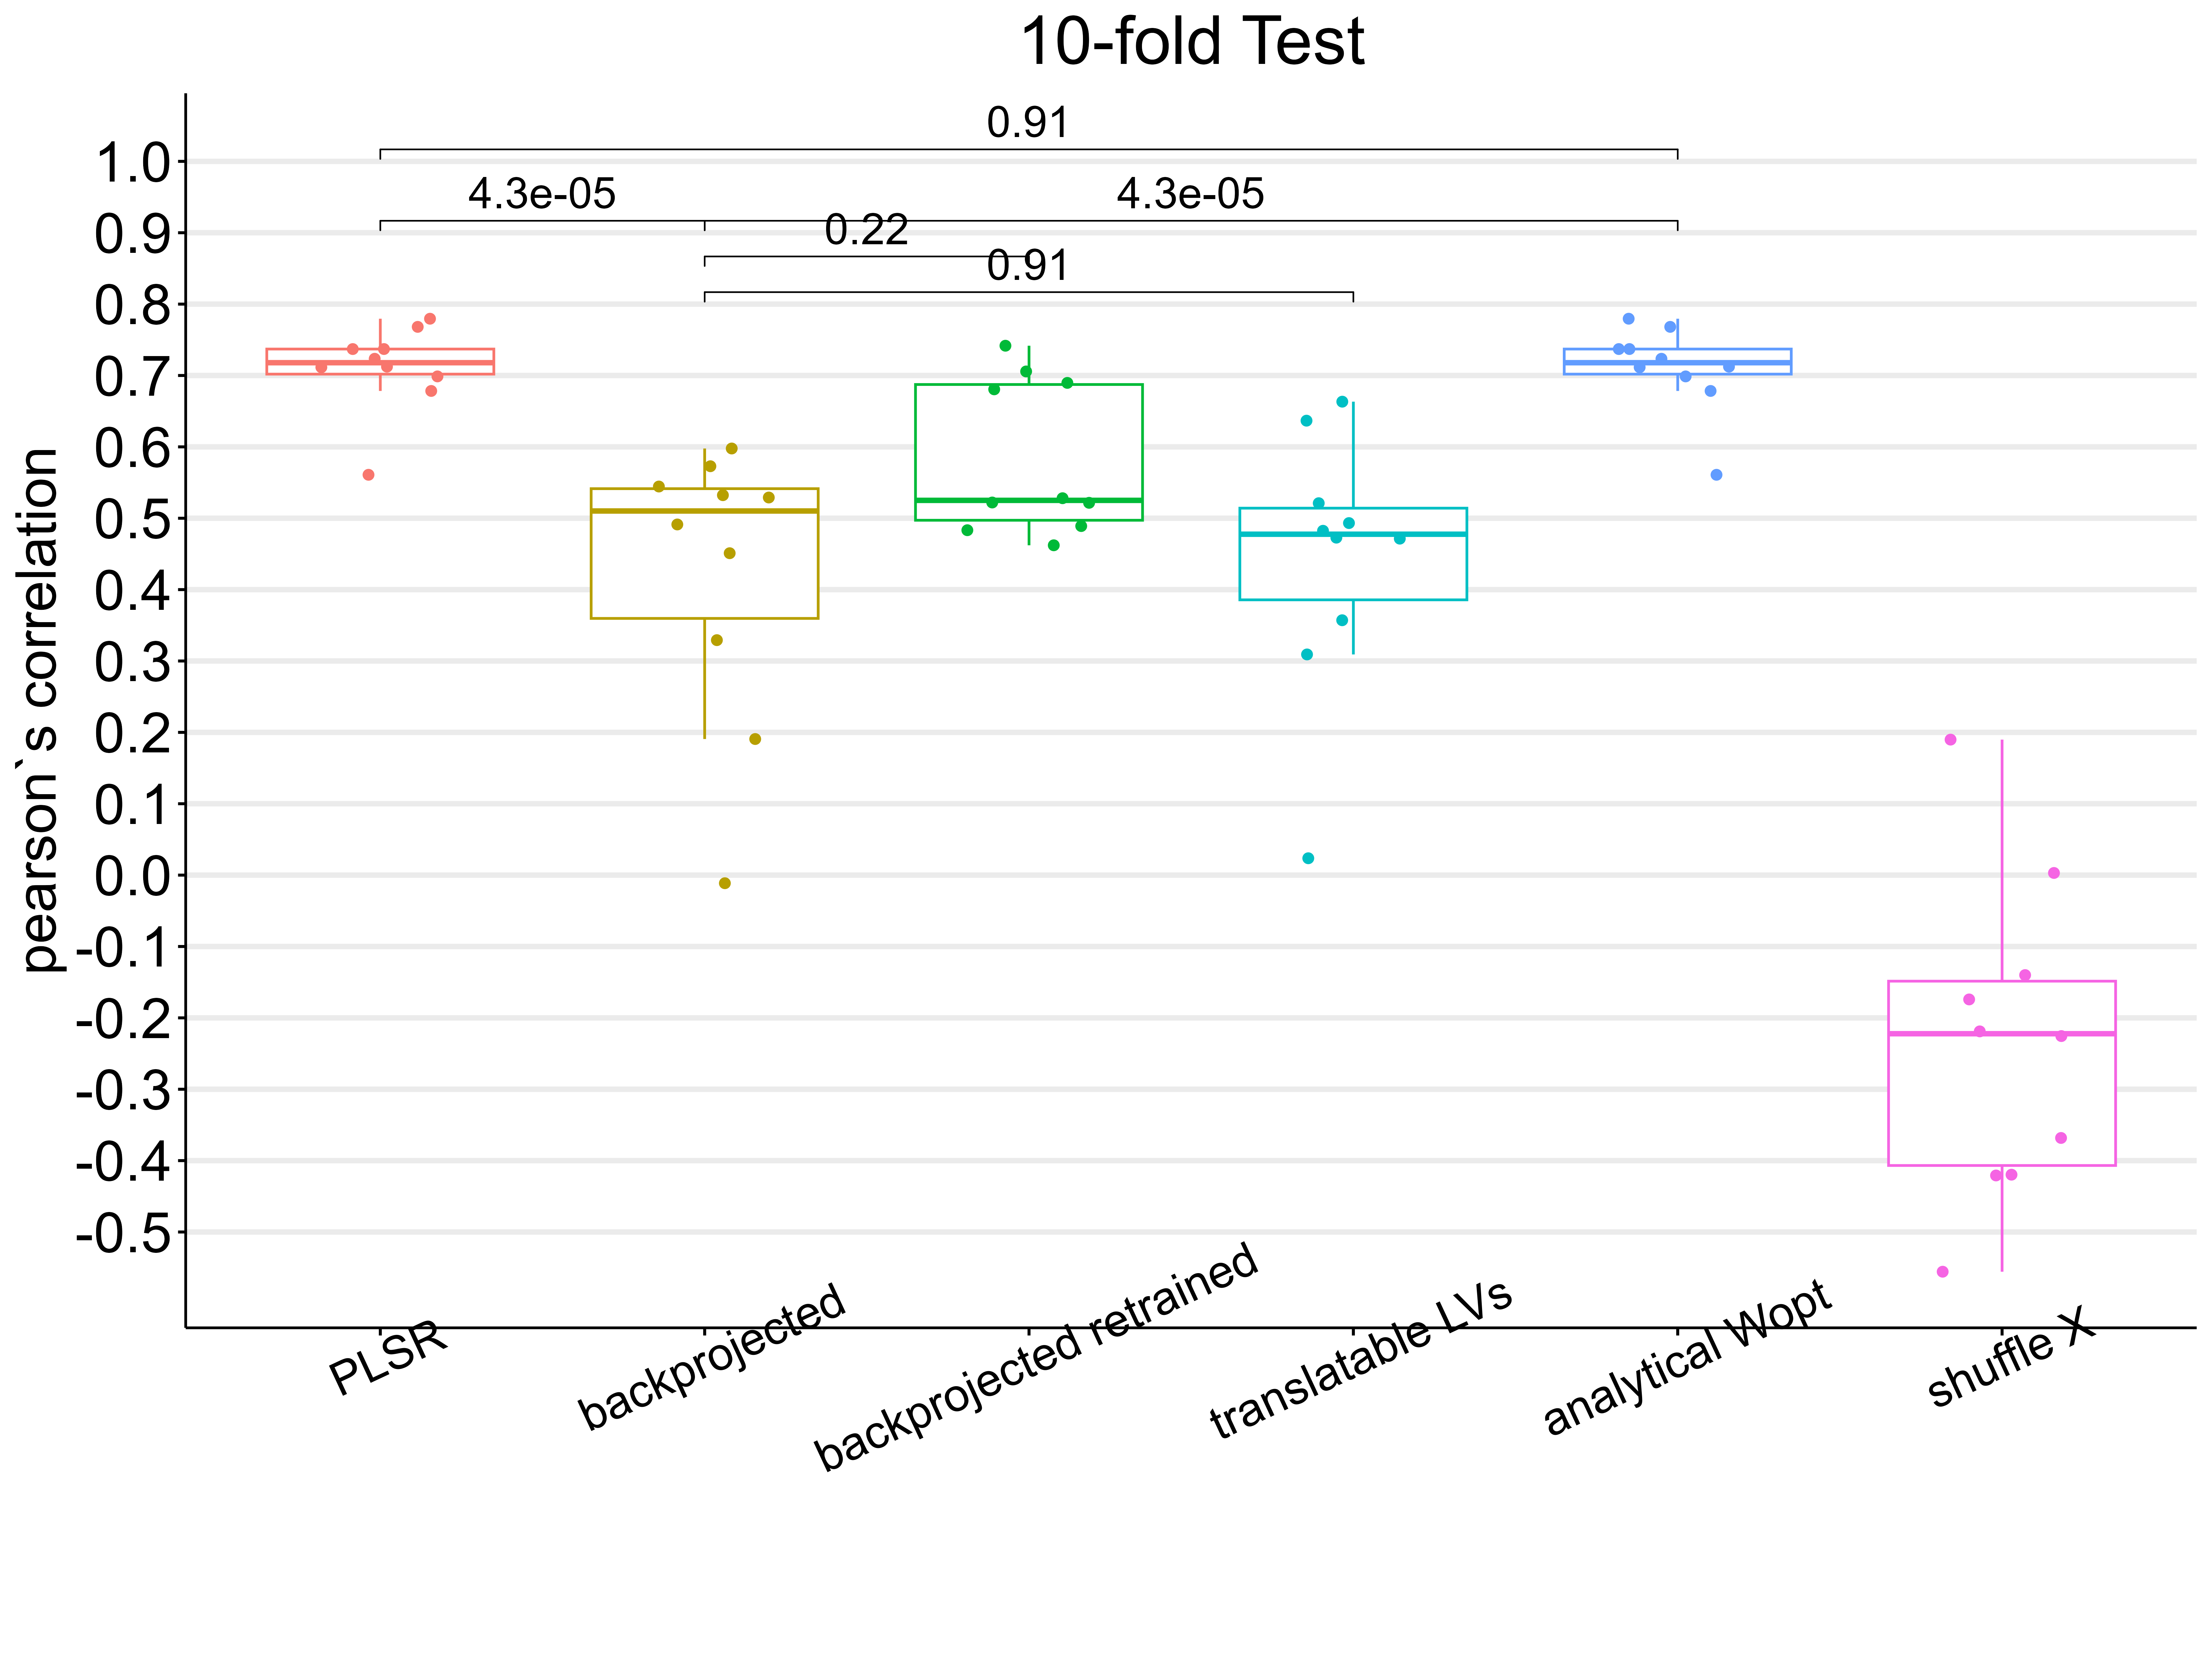 10-fold Test
0.91
4.3e-05
4.3e-05
0.22
0.91
pearson`s correlation
1.0
0.9
0.8
0.7
0.6
0.5
0.4
0.3
0.2
0.1
0.0
-0.1
-0.2
-0.3
-0.4
-0.5
PLSR
backprojected
backprojected retrained
translatable LVs
analytical Wopt
shuffle X